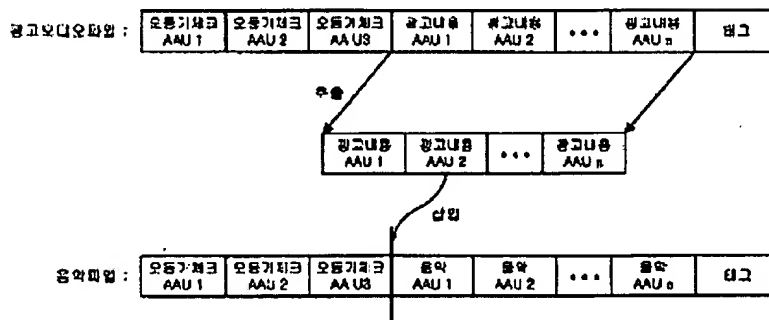 광고오디오파일 :
오동기체크 AAU 1
오동기체크 AAU 2
오동기체크 AAU3
광고내용 AAU 1
광고내용 AAU 2
•••
광고내용 AAU n
태그
추출
광고내용 AAU 1
광고내용 AAU 2
•••
광고내용 AAU n
삽입
음악파일 :
오동기체크 AAU 1
오동기체크 AAU 2
오동기체크 AAU3
음악 AAU 1
음악 AAU 2
•••
음악 AAU n
태그